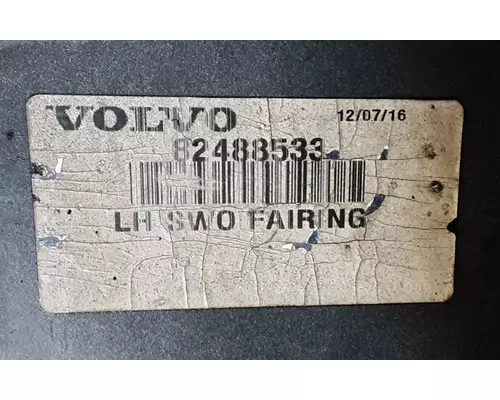 VOLVO 12/07/16
82488533
LH SWO FAIRING